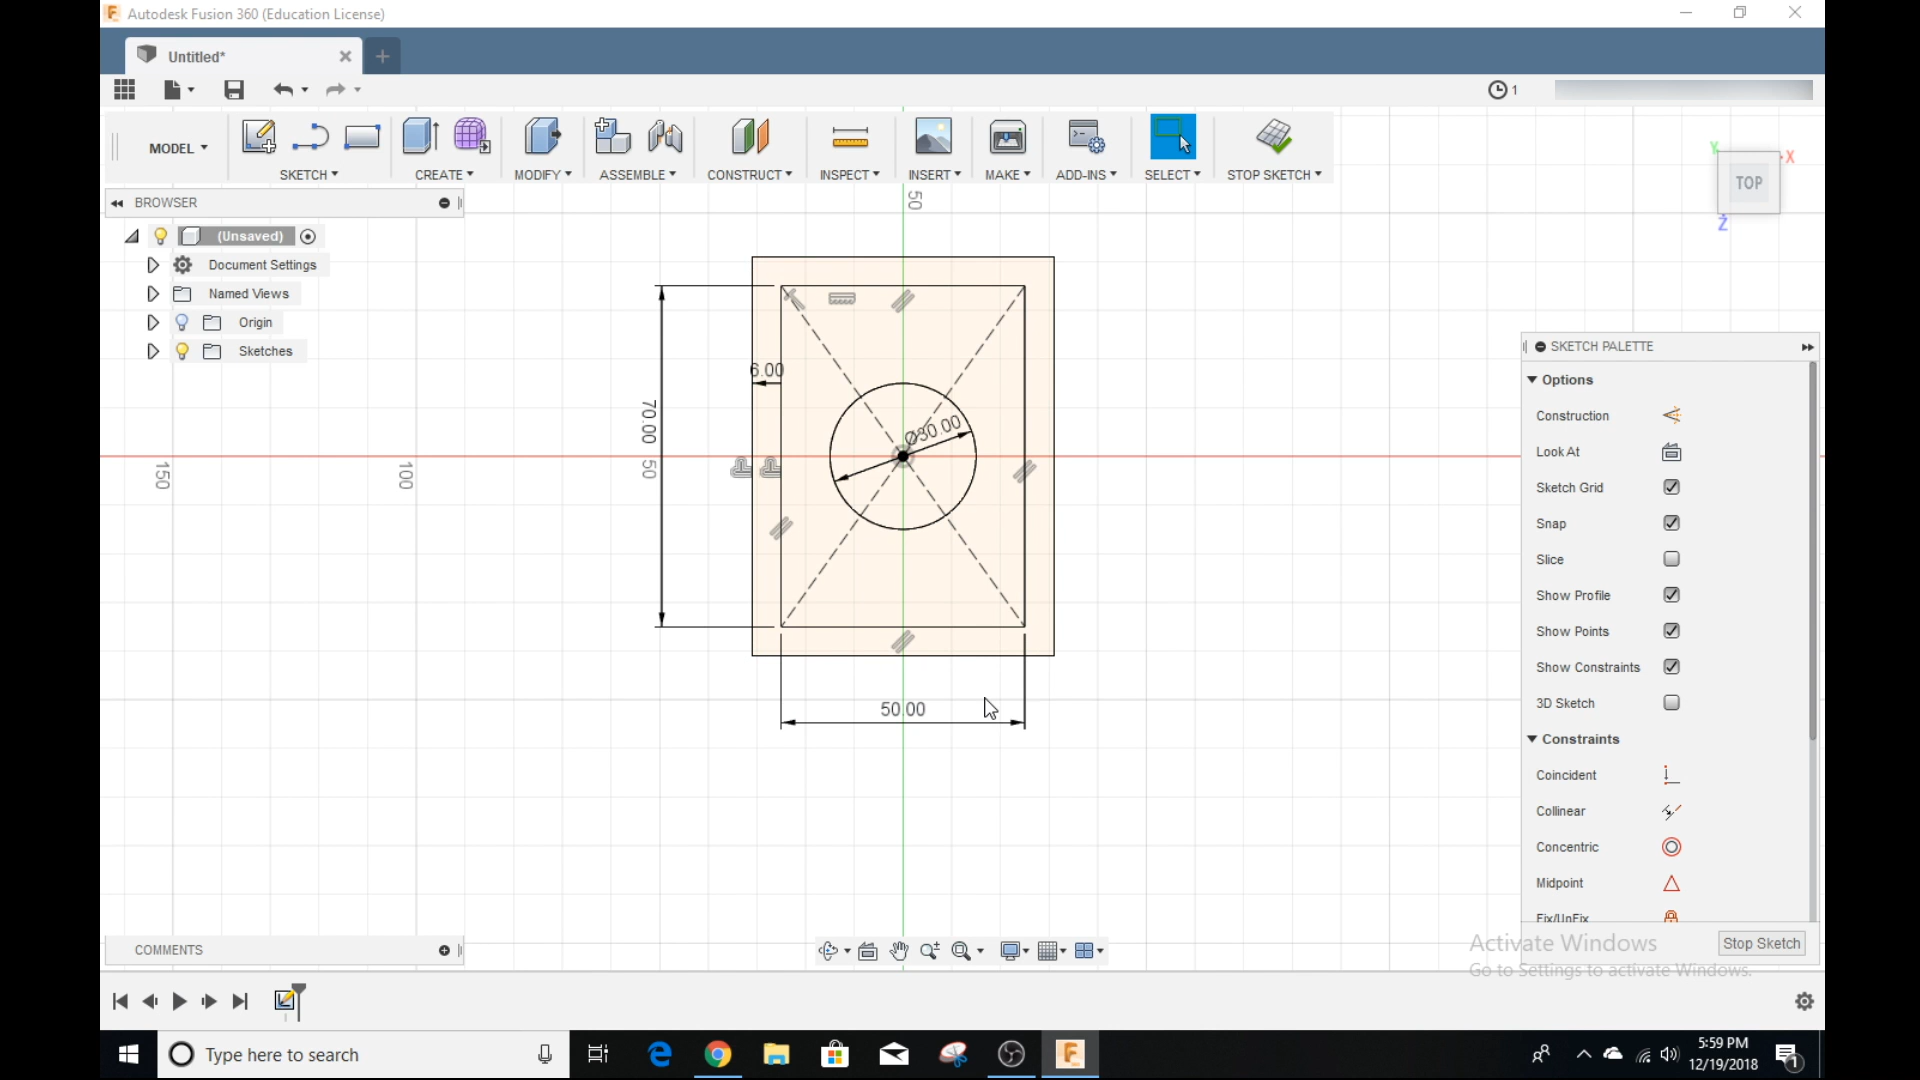 Autodesk Fusion 360 (Education License)
Untitled*
1
MODEL
SKETCH
CREATE
MODIFY
ASSEMBLE
CONSTRUCT
INSPECT
INSERT
MAKE
ADD-INS
SELECT
STOP SKETCH
TOP
X
Y
Z
BROWSER
(Unsaved)
Document Settings
Named Views
Origin
Sketches
50
6.00
70.00
Ø30.00
150
100
50
50.00
SKETCH PALETTE
Options
Construction
Look At
Sketch Grid
Snap
Slice
Show Profile
Show Points
Show Constraints
3D Sketch
Constraints
Coincident
Collinear
Concentric
Midpoint
Fix/UnFix
Stop Sketch
Activate Windows
Go to Settings to activate Windows.
COMMENTS
Type here to search
5:59 PM
12/19/2018
1